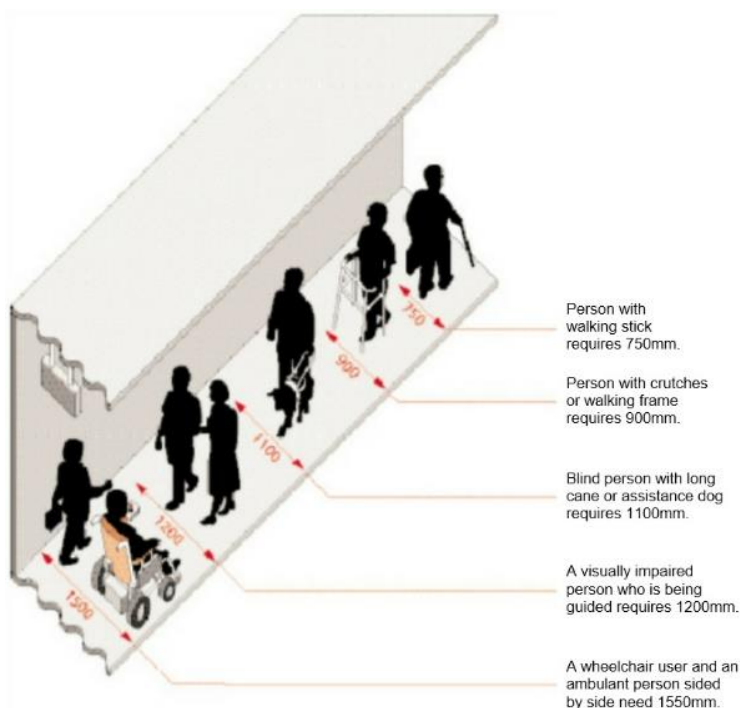 750
Person with
walking stick
requires 750mm.
900
Person with crutches
or walking frame
requires 900mm.
1100
Blind person with long
cane or assistance dog
requires 1100mm.
1200
A visually impaired
person who is being
guided requires 1200mm.
1500
A wheelchair user and an
ambulant person sided
by side need 1550mm.